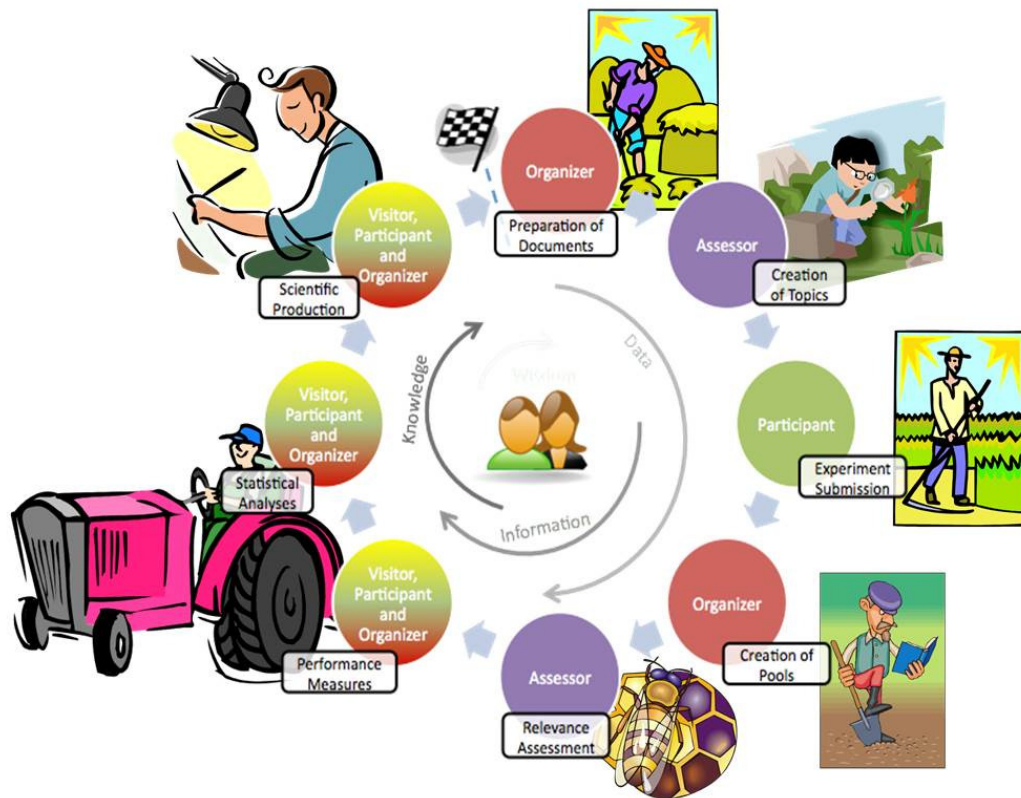 Organizer
Preparation of
Documents
Assessor
Creation
of Topics
Participant
Experiment
Submission
Organizer
Creation of
Pools
Assessor
Relevance
Assessment
Visitor,
Participant
and
Organizer
Performance
Measures
Visitor,
Participant
and
Organizer
Statistical
Analyses
Visitor,
Participant
and
Organizer
Scientific
Production
Data
Information
Knowledge
Wisdom